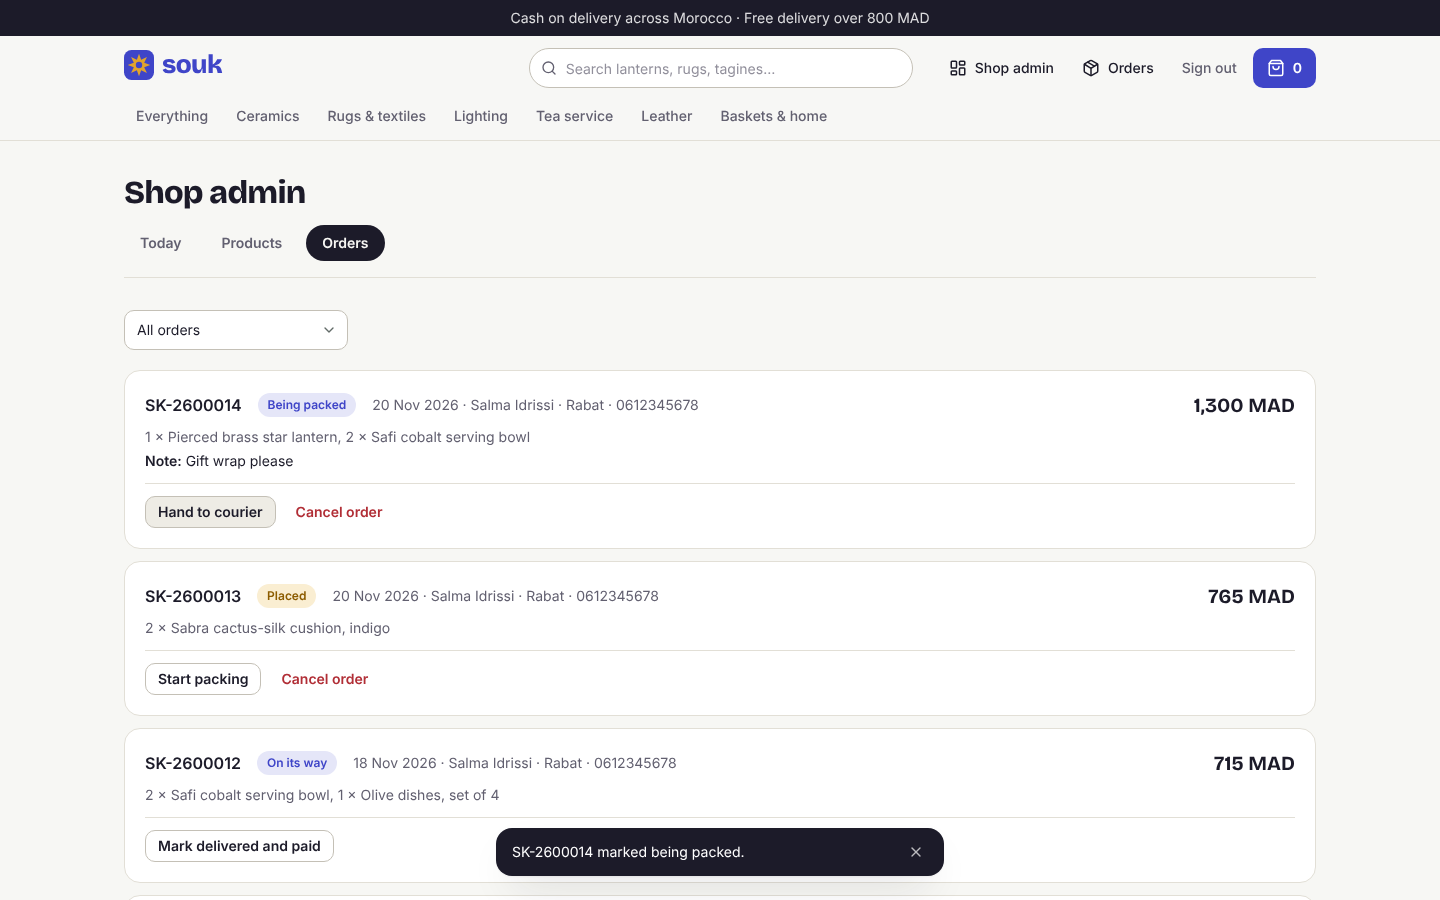 Cash on delivery across Morocco · Free delivery over 800 MAD
souk
Search lanterns, rugs, tagines...
Shop admin
Orders
Sign out
0
Everything
Ceramics
Rugs & textiles
Lighting
Tea service
Leather
Baskets & home
Shop admin
Today
Products
Orders
All orders
SK-2600014 Being packed 20 Nov 2026 · Salma Idrissi · Rabat · 0612345678 1,300 MAD
1 × Pierced brass star lantern, 2 × Safi cobalt serving bowl
Note: Gift wrap please
Hand to courier Cancel order
SK-2600013 Placed 20 Nov 2026 · Salma Idrissi · Rabat · 0612345678 765 MAD
2 × Sabra cactus-silk cushion, indigo
Start packing Cancel order
SK-2600012 On its way 18 Nov 2026 · Salma Idrissi · Rabat · 0612345678 715 MAD
2 × Safi cobalt serving bowl, 1 × Olive dishes, set of 4
Mark delivered and paid
SK-2600014 marked being packed.